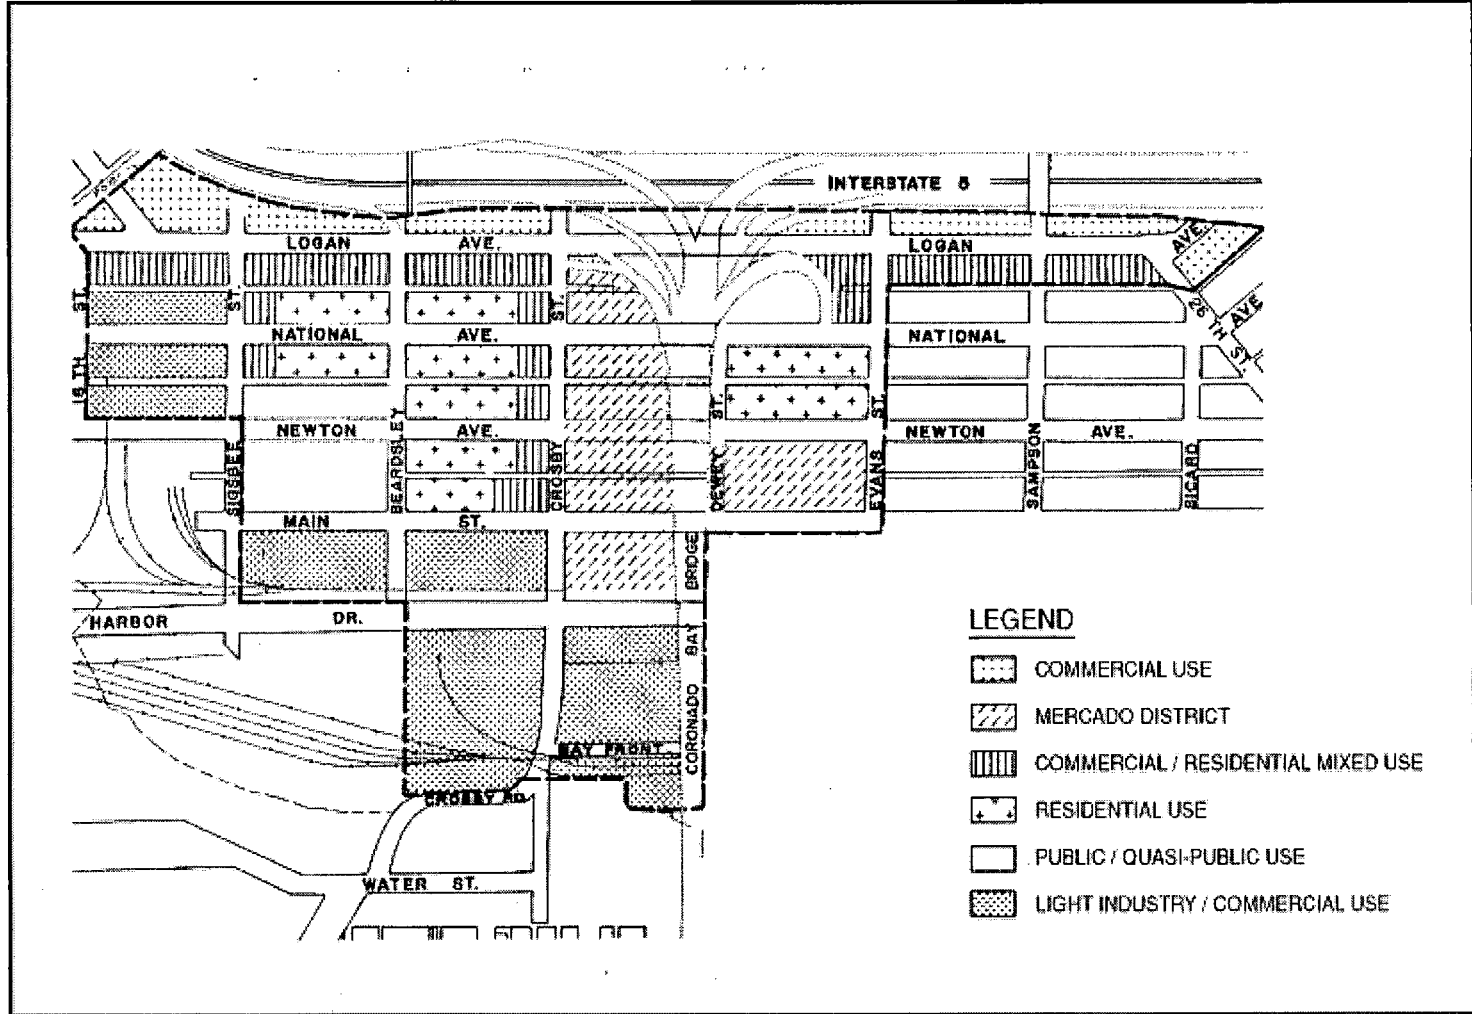 INTERSTATE 5
LOGAN AVE. LOGAN AVE.
ST. ST. ST.
NATIONAL AVE. NATIONAL AVE
26 TH ST.
16 TH
ST. ST.
NEWTON AVE. NEWTON AVE.
SIGSBEE
BEARDSLEY
CROSBY
DEWEY
EVANS
SAMPSON
SICARD
MAIN ST.
HARBOR DR.
CORONADO BAY BRIDGE
BAY FRONT
CROSBY RD.
WATER ST.
LEGEND
COMMERCIAL USE
MERCADO DISTRICT
COMMERCIAL / RESIDENTIAL MIXED USE
RESIDENTIAL USE
PUBLIC / QUASI-PUBLIC USE
LIGHT INDUSTRY / COMMERCIAL USE